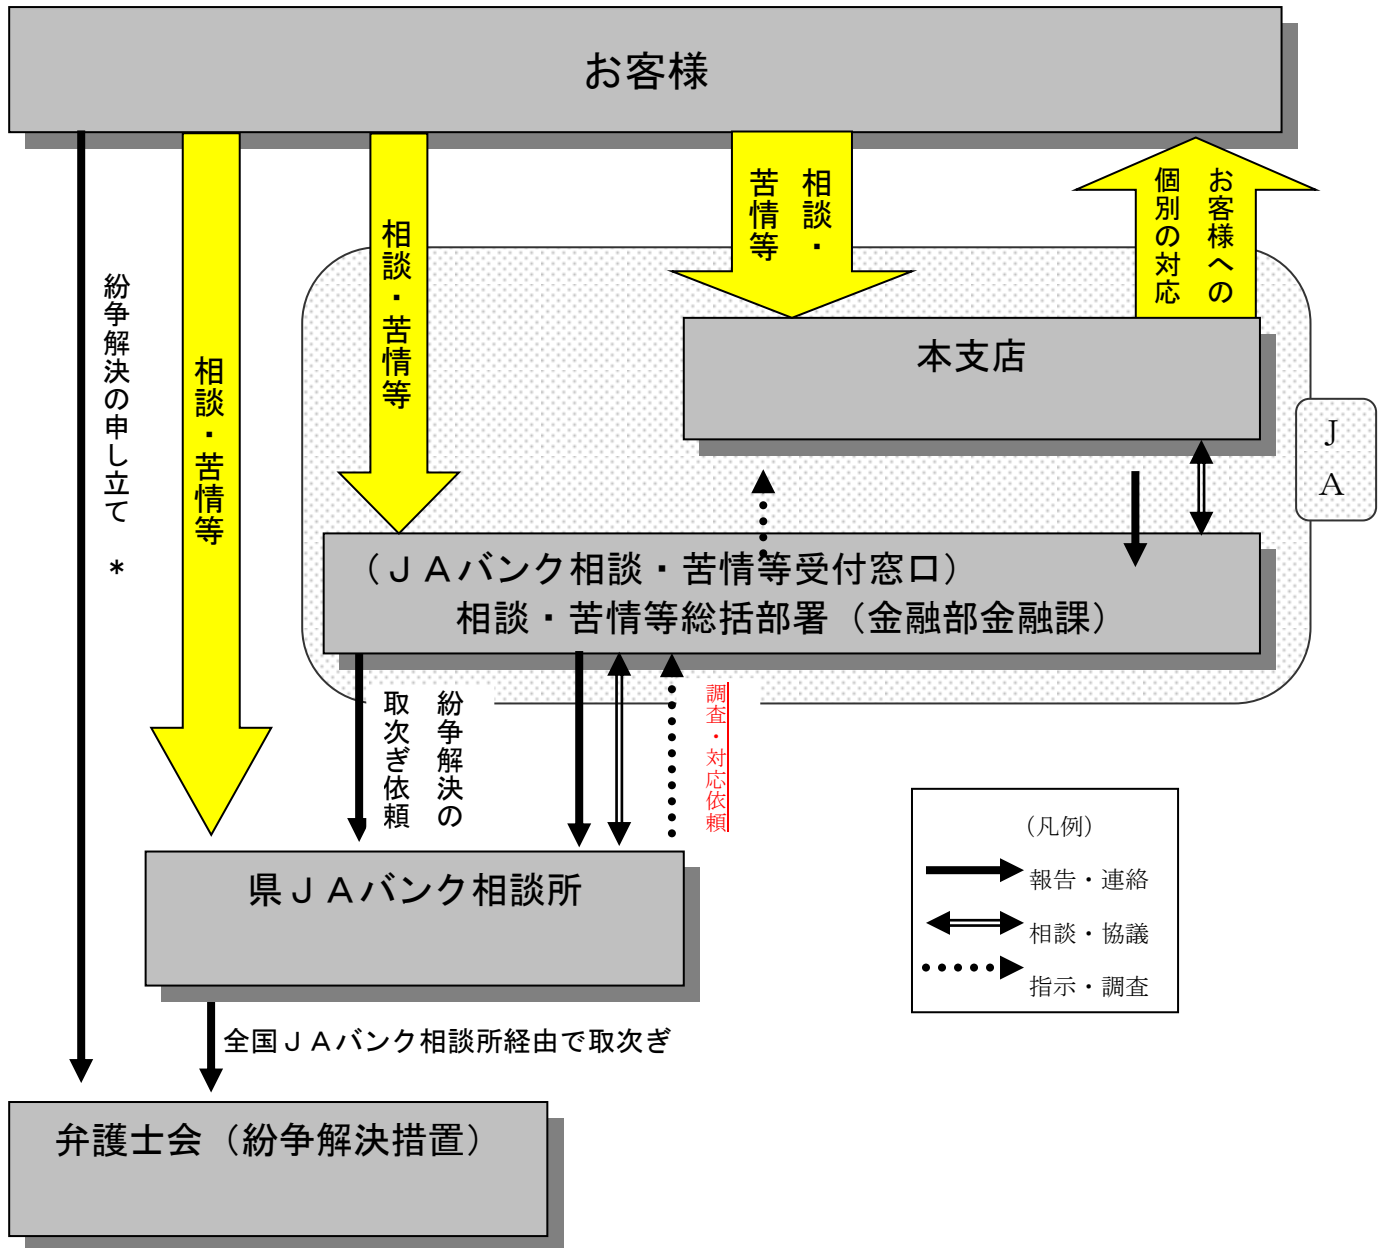 お客様
紛争解決の申し立て　*
相談・苦情等
相談・苦情等
相談・
苦情等
お客様への
個別の対応
本支店
ＪＡ
（ＪＡバンク相談・苦情等受付窓口）
相談・苦情等総括部署（金融部金融課）
紛争解決の
取次ぎ依頼
調査・対応依頼
県ＪＡバンク相談所
（凡例）
報告・連絡
相談・協議
指示・調査
全国ＪＡバンク相談所経由で取次ぎ
弁護士会（紛争解決措置）